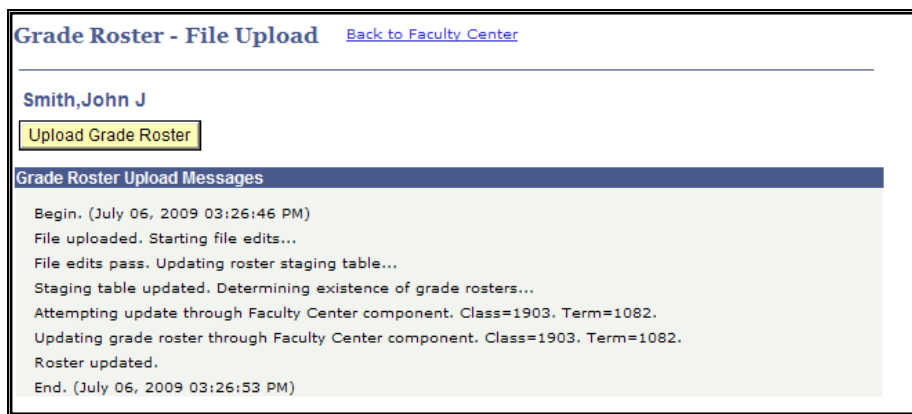 Grade Roster - File Upload Back to Faculty Center
Smith,John J
Upload Grade Roster
Grade Roster Upload Messages
Begin. (July 06, 2009 03:26:46 PM)
File uploaded. Starting file edits...
File edits pass. Updating roster staging table...
Staging table updated. Determining existence of grade rosters...
Attempting update through Faculty Center component. Class=1903. Term=1082.
Updating grade roster through Faculty Center component. Class=1903. Term=1082.
Roster updated.
End. (July 06, 2009 03:26:53 PM)